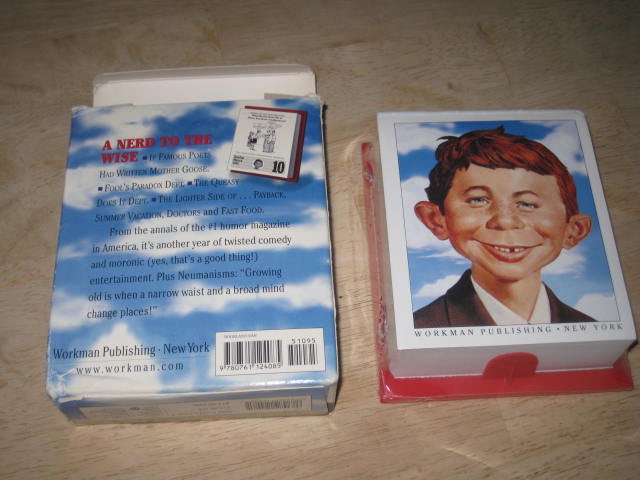 A NERD TO THE
WISE ▪ IF FAMOUS POETS
HAD WRITTEN MOTHER GOOSE.
▪ FOOL'S PARADOX DEPT. ▪ THE QUEASY
DOES IT DEPT. ▪ THE LIGHTER SIDE OF . . . PAYBACK,
SUMMER VACATION, DOCTORS AND FAST FOOD.
From the annals of the #1 humor magazine
in America, it's another year of twisted comedy
and moronic (yes, that's a good thing!)
entertainment. Plus Neumanisms: "Growing
old is when a narrow waist and a broad mind
change places!"
10
51095
Workman Publishing · New York
www.workman.com
9 780761 124085
WORKMAN PUBLISHING · NEW YORK